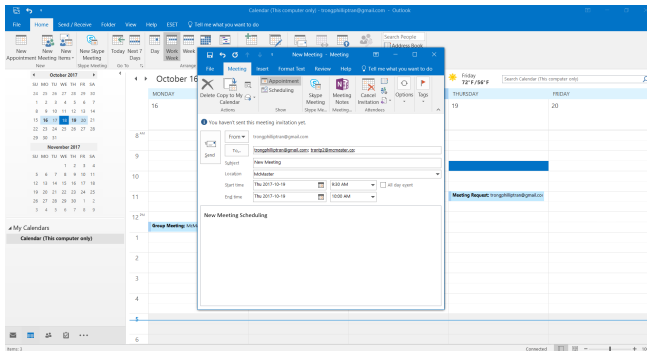 Calendar (This computer only) - trongphilliptran@gmail.com - Outlook
File Home Send / Receive Folder View Help ESET Tell me what you want to do
New Appointment
New Meeting
New Items
New Skype Meeting
Today
Next 7 Days
Day
Work Week
Week
Search People
Address Book
New
Skype Meeting
Go To
Arrange
October 2017
SU MO TU WE TH FR SA
24 25 26 27 28 29 30
1 2 3 4 5 6 7
8 9 10 11 12 13 14
15 16 17 18 19 20 21
22 23 24 25 26 27 28
29 30 31
November 2017
SU MO TU WE TH FR SA
1 2 3 4
5 6 7 8 9 10 11
12 13 14 15 16 17 18
19 20 21 22 23 24 25
26 27 28 29 30 1 2
3 4 5 6 7 8 9
My Calendars
Calendar (This computer only)
October 16
Friday
72°F/56°F
Search Calendar (This computer only)
MONDAY
THURSDAY
FRIDAY
16
19
20
8 AM
9
10
11
12 PM
1
2
3
4
5
6
Group Meeting; McM
Meeting Request; trongphilliptran@gmail.co
New Meeting - Meeting
File Meeting Insert Format Text Review Help Tell me what you want to do
Delete
Copy to My Calendar
Appointment
Scheduling
Skype Meeting
Meeting Notes
Cancel Invitation
Options
Tags
Actions
Show
Skype Me...
Meeting...
Attendees
You haven't sent this meeting invitation yet.
Send
From
trongphilliptran@gmail.com
To...
trongphilliptran@gmail.com; trantp2@mcmaster.ca;
Subject
New Meeting
Location
McMaster
Start time
Thu 2017-10-19
9:30 AM
All day event
End time
Thu 2017-10-19
10:00 AM
New Meeting Scheduling
Items: 3
Connected